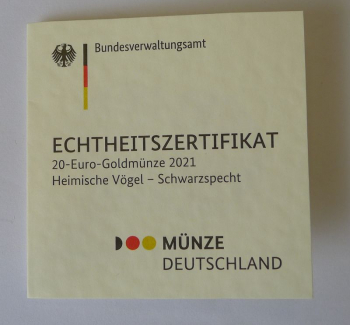 Bundesverwaltungsamt
ECHTHEITSZERTIFIKAT
20-Euro-Goldmünze 2021
Heimische Vögel – Schwarzspecht
MÜNZE
DEUTSCHLAND